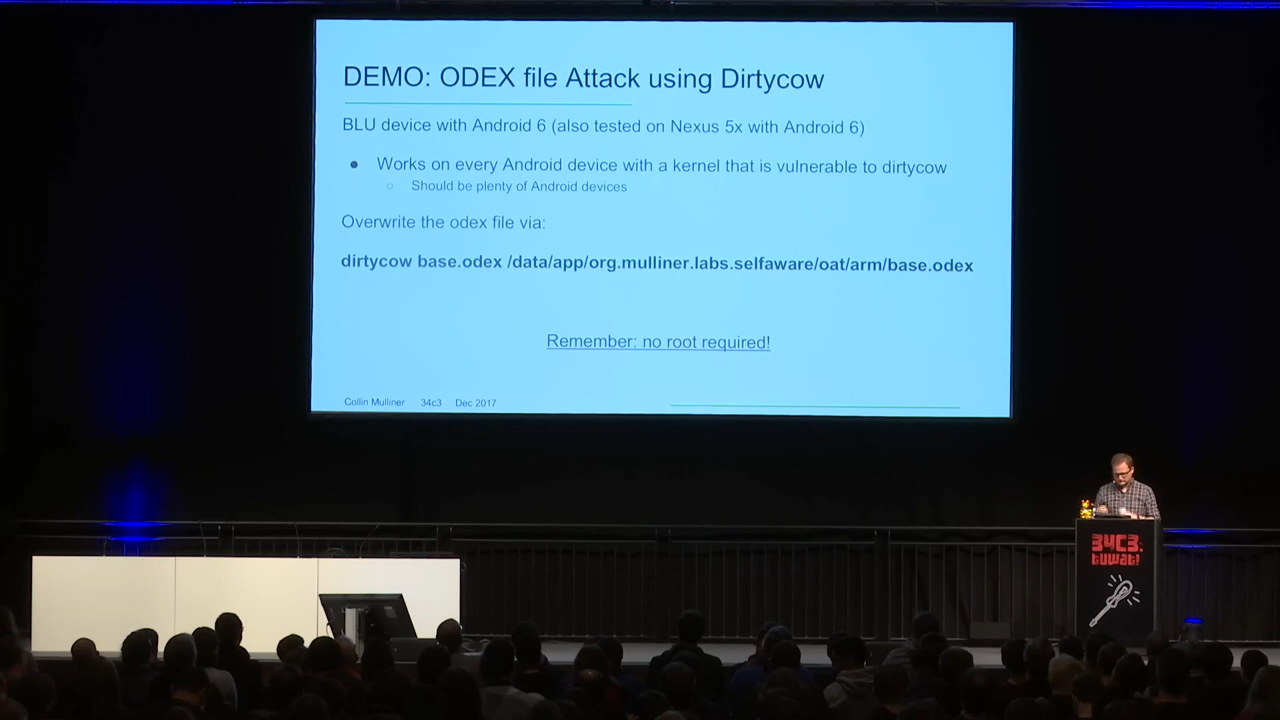 DEMO: ODEX file Attack using Dirtycow
BLU device with Android 6 (also tested on Nexus 5x with Android 6)
● Works on every Android device with a kernel that is vulnerable to dirtycow
○ Should be plenty of Android devices
Overwrite the odex file via:
dirtycow base.odex /data/app/org.mulliner.labs.selfaware/oat/arm/base.odex
Remember: no root required!
Collin Mulliner 34c3 Dec 2017
34C3.
tuwat!